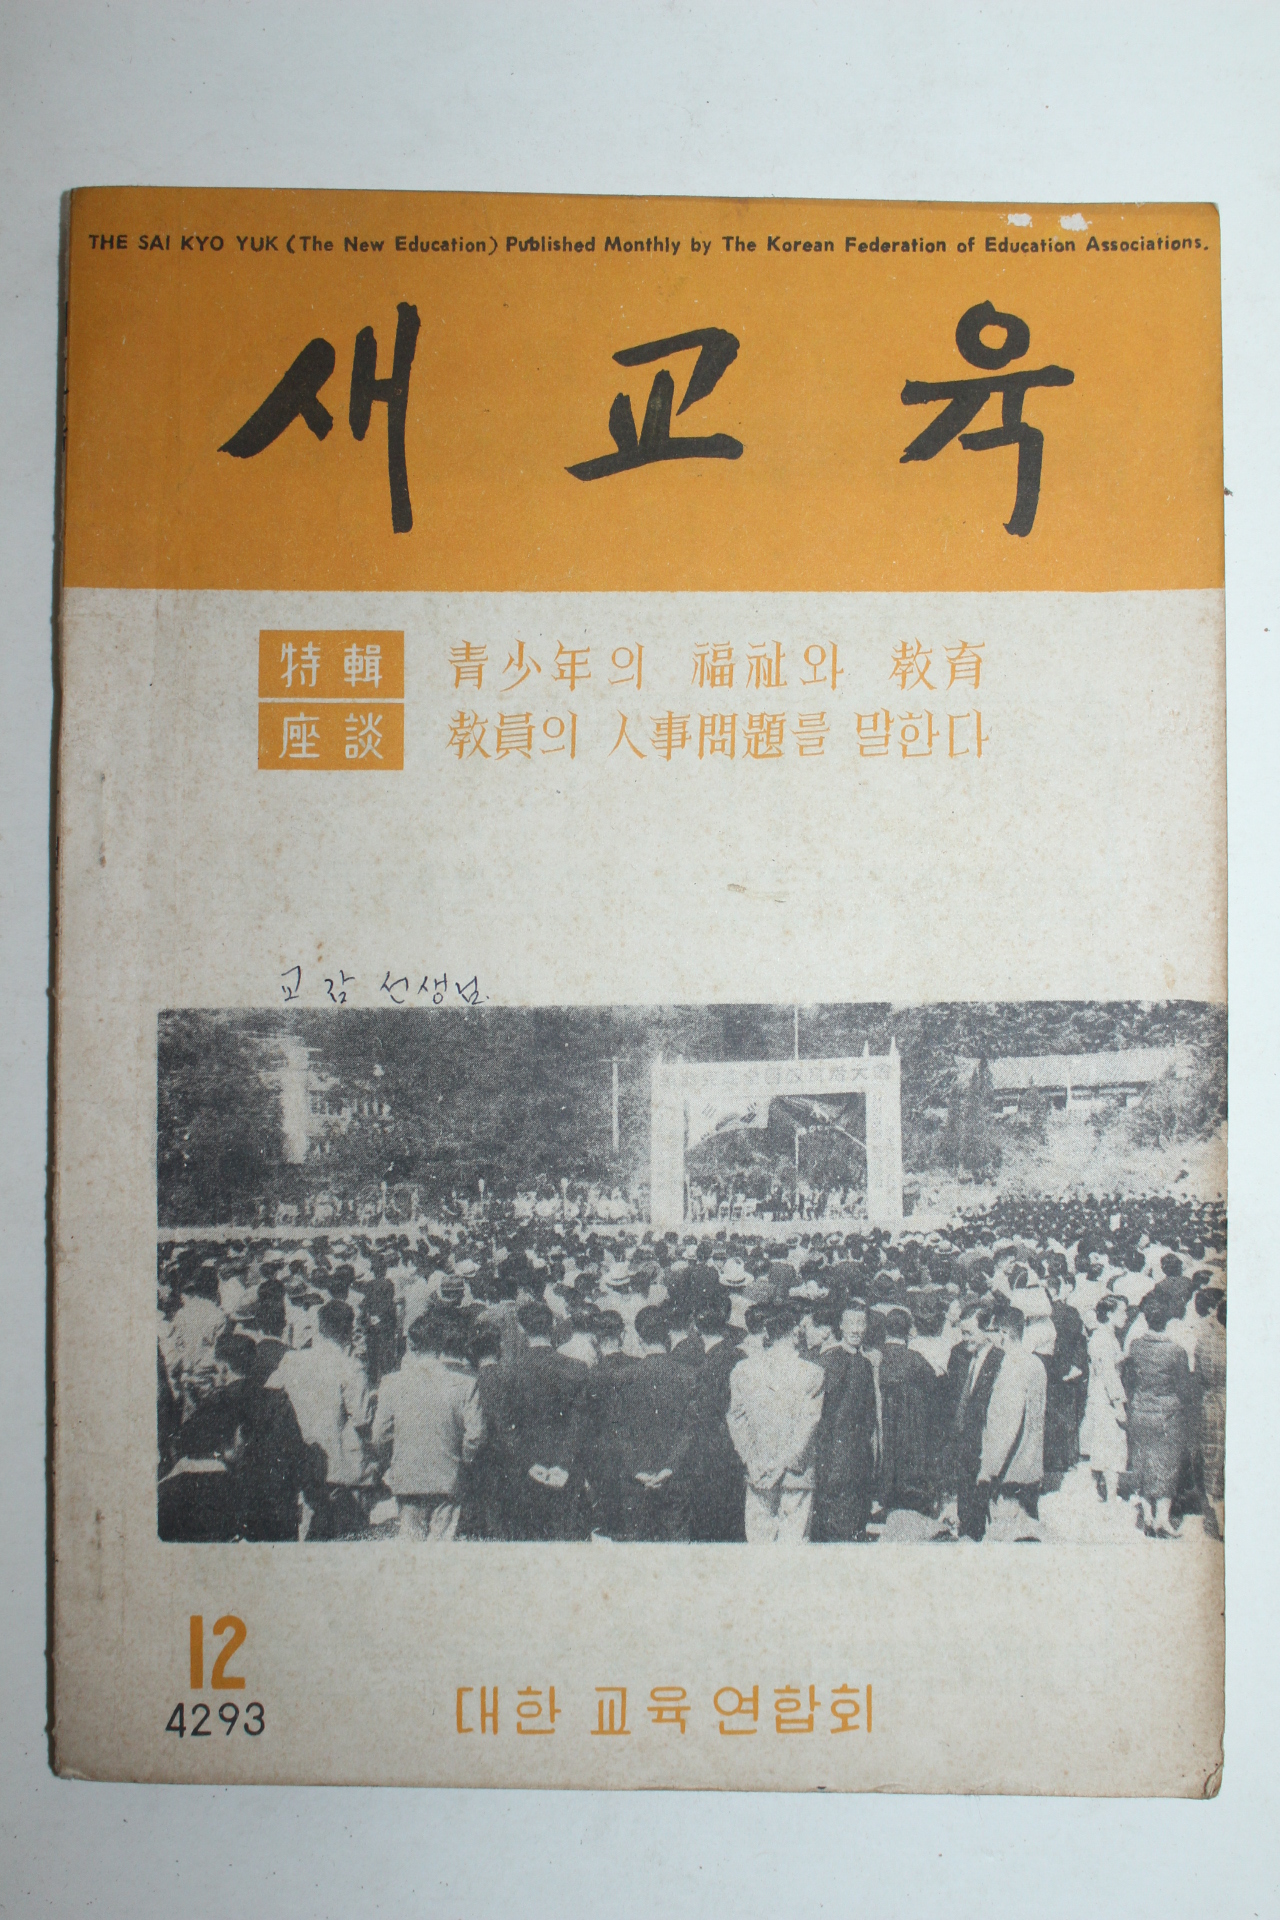 THE SAI KYO YUK (The New Education) Published Monthly by The Korean Federation of Education Associations.
새교육
特輯 青少年의 福祉와 教育
座談 教員의 人事問題를 말한다
교감 선생님.
12
4293
대한교육연합회